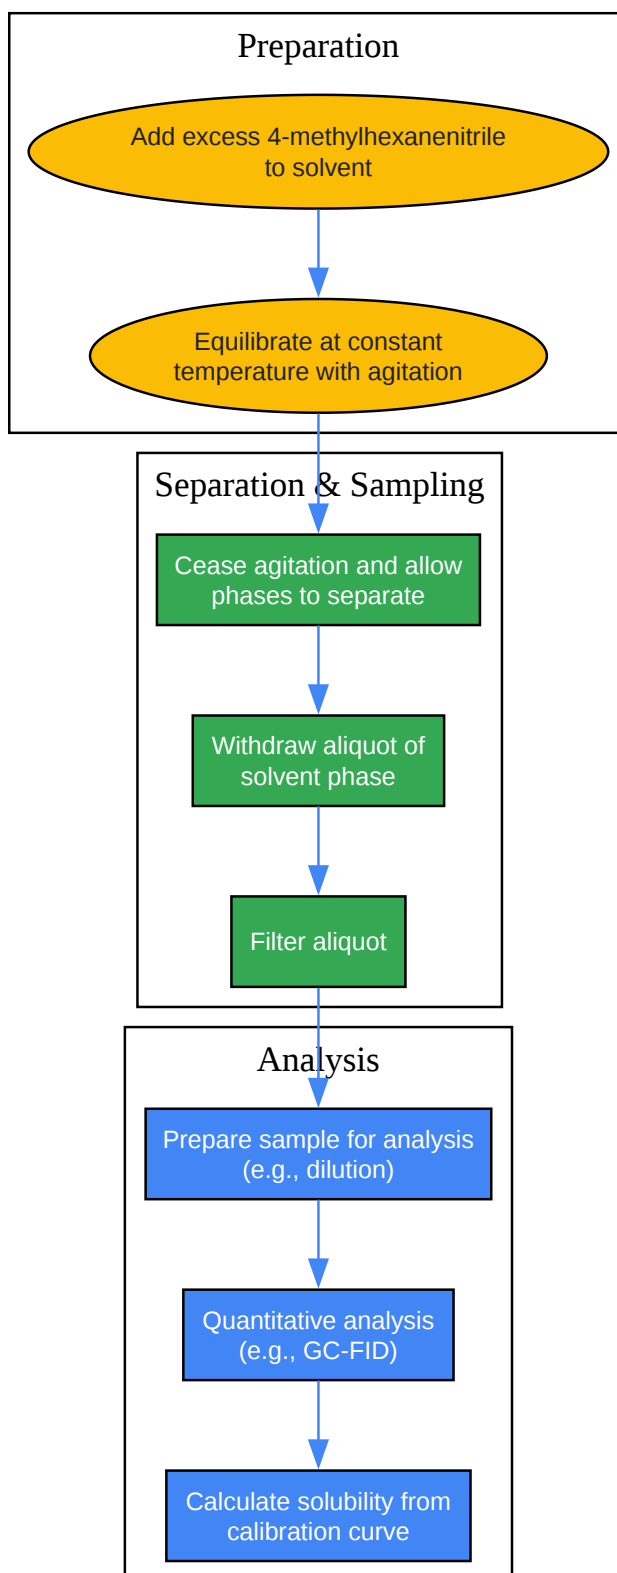 Preparation
Add excess 4-methylhexanenitrile
to solvent
Equilibrate at constant
temperature with agitation
Separation & Sampling
Cease agitation and allow
phases to separate
Withdraw aliquot of
solvent phase
Filter aliquot
Analysis
Prepare sample for analysis
(e.g., dilution)
Quantitative analysis
(e.g., GC-FID)
Calculate solubility from
calibration curve